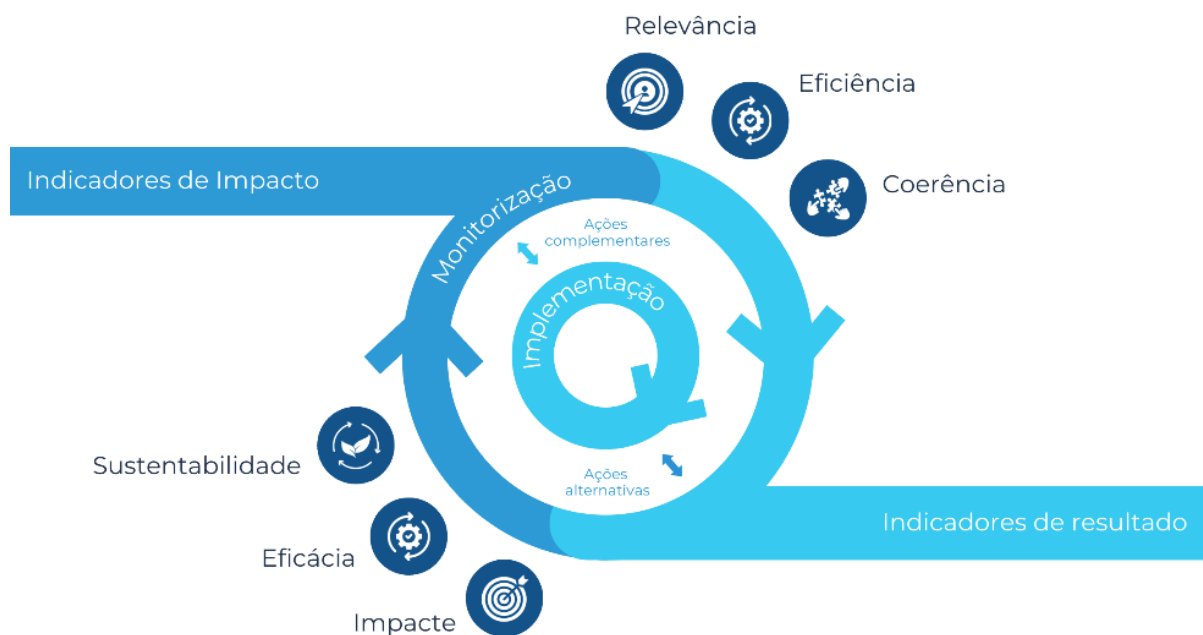 Relevância
Eficiência
Coerência
Indicadores de Impacto
Monitorização
Ações
complementares
Implementação
Ações
alternativas
Sustentabilidade
Eficácia
Impacte
Indicadores de resultado